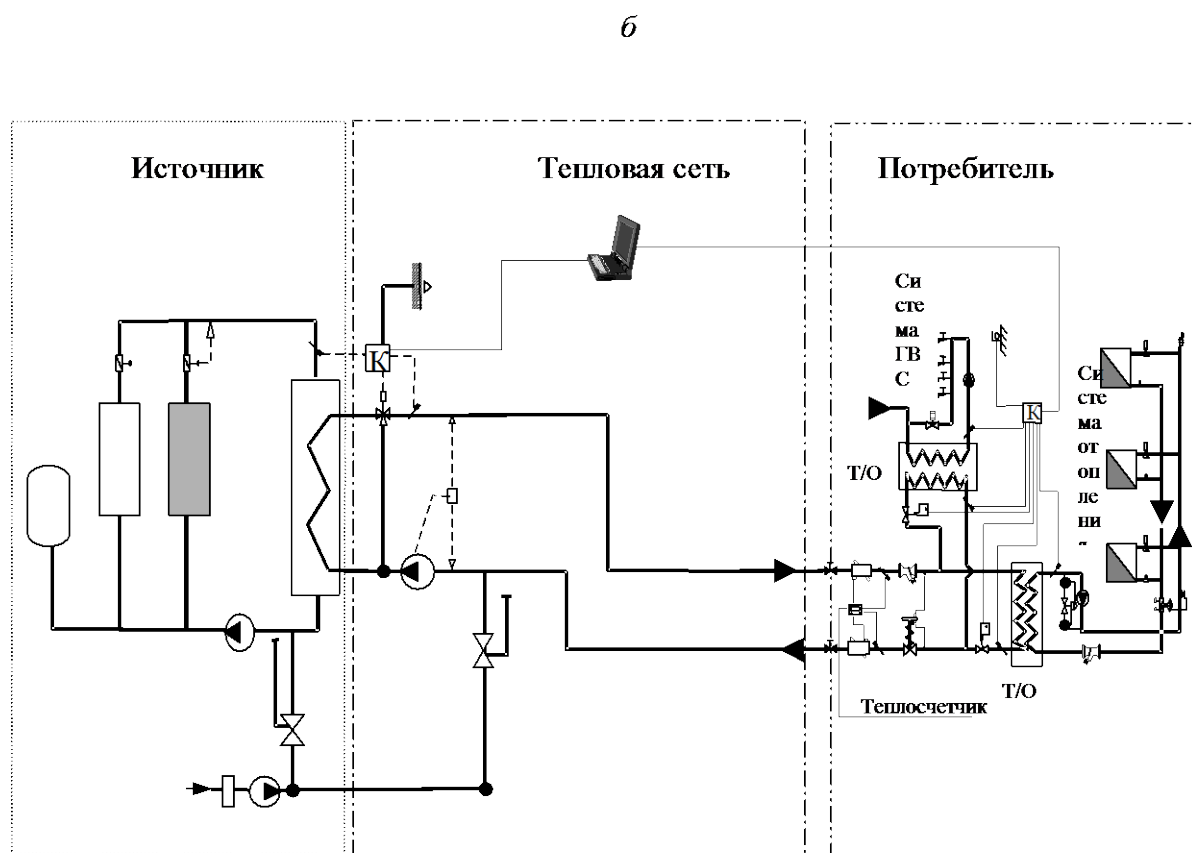 б
Источник
Тепловая сеть
Потребитель
К
Си
сте
ма
ГВ
С
Т/О
К
Си
сте
ма
от
оп
ле
ни
Т/О
Теплосчетчик